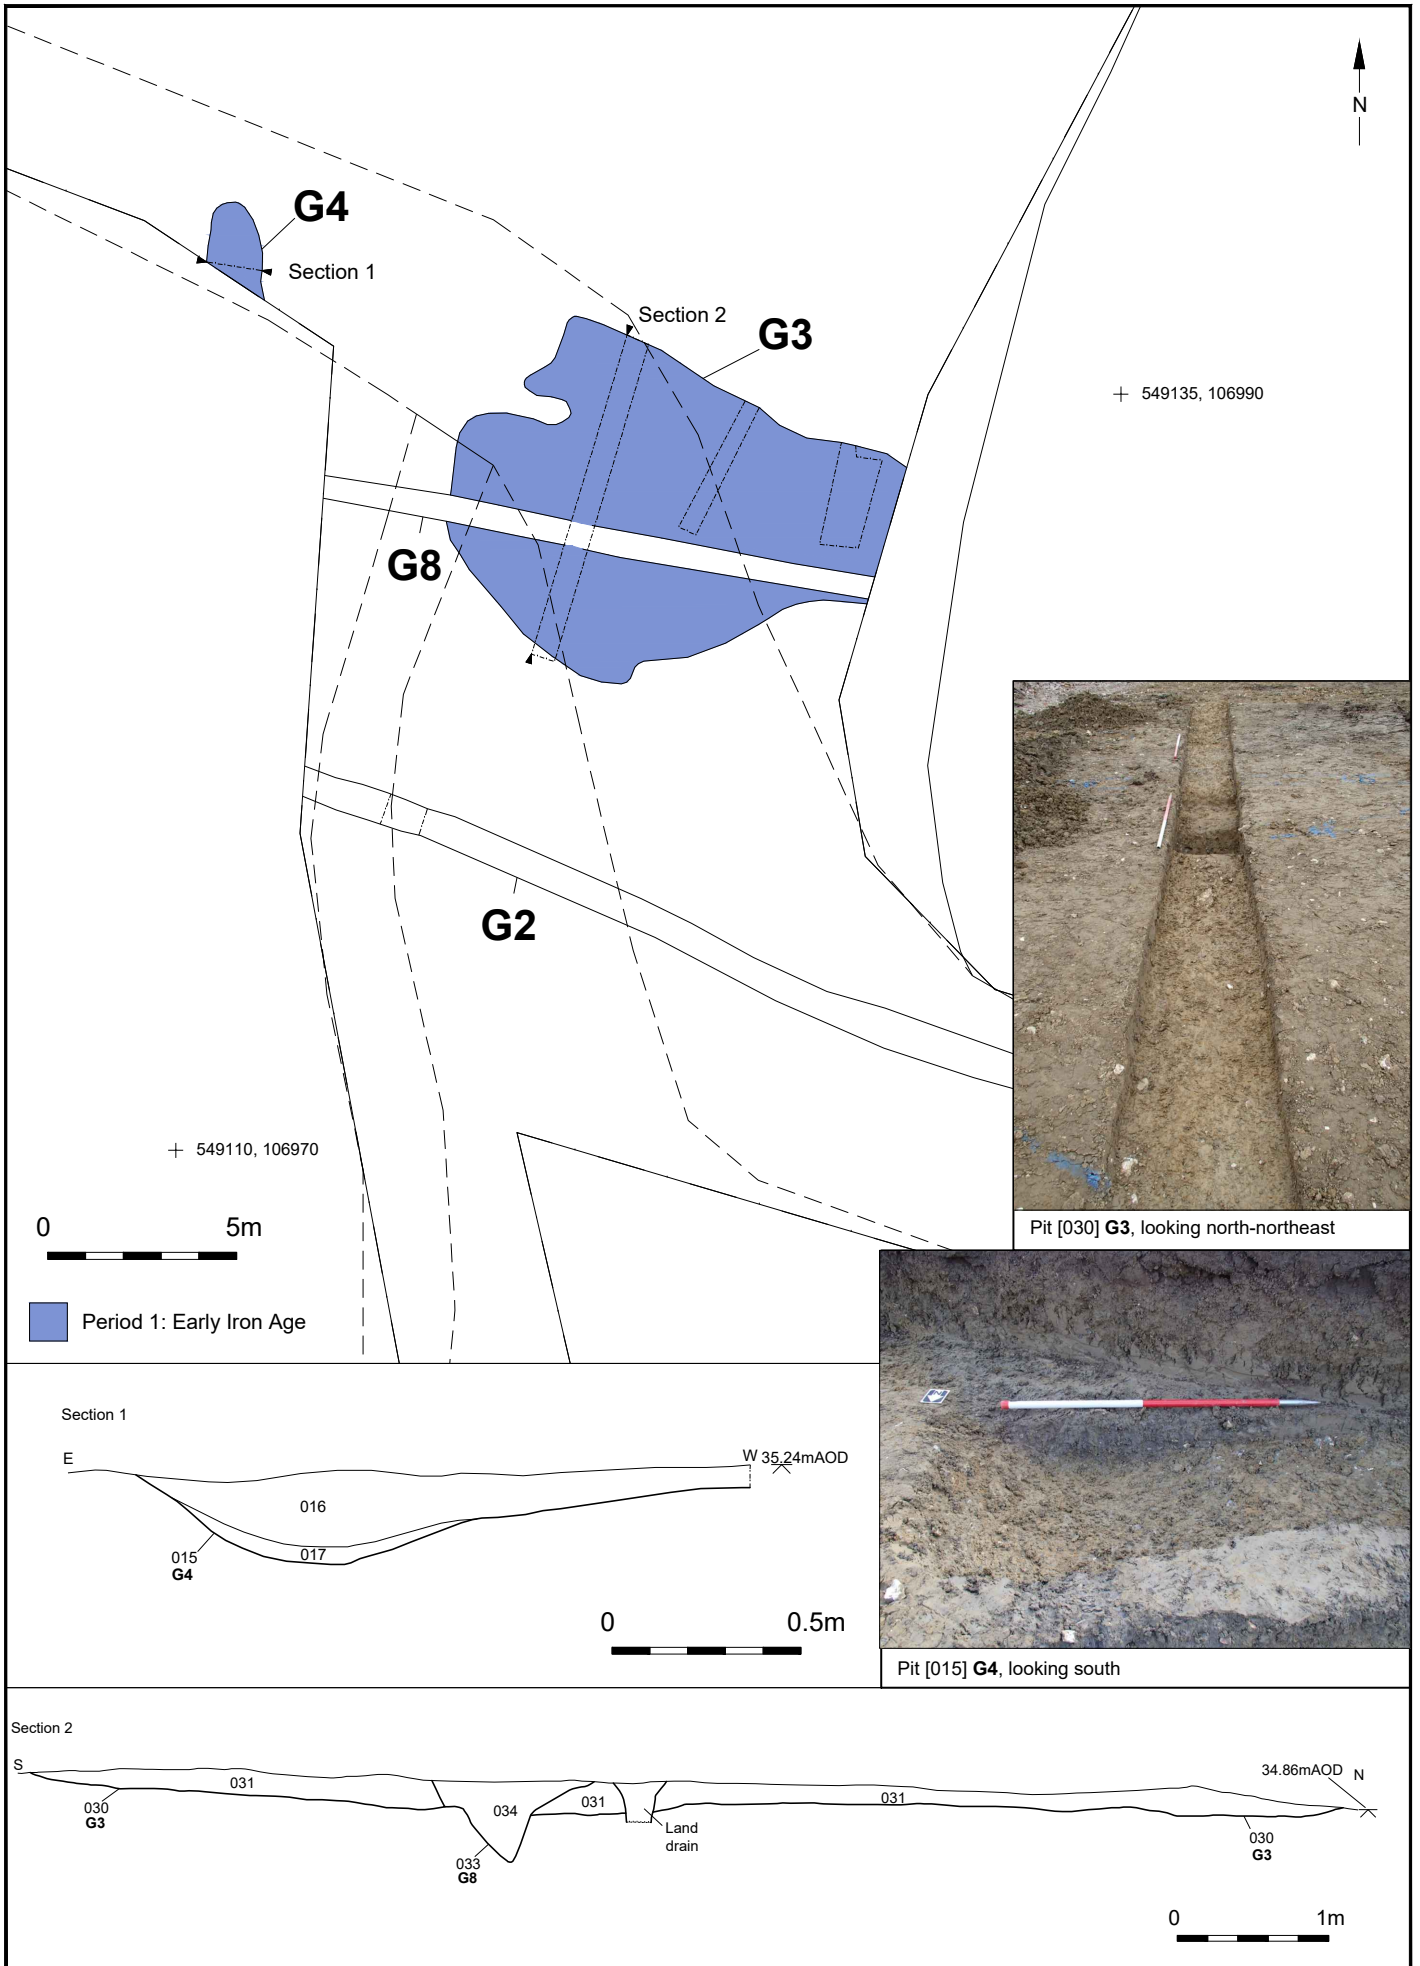 N
G4
Section 1
Section 2
G3
549135, 106990
G8
G2
549110, 106970
0 5m
Period 1: Early Iron Age
Pit [030] G3, looking north-northeast
Section 1
E
W 35.24mAOD
016
015
G4
017
0 0.5m
Pit [015] G4, looking south
Section 2
S
031
030
G3
034
033
G8
031
Land
drain
031
34.86mAOD N
030
G3
0 1m